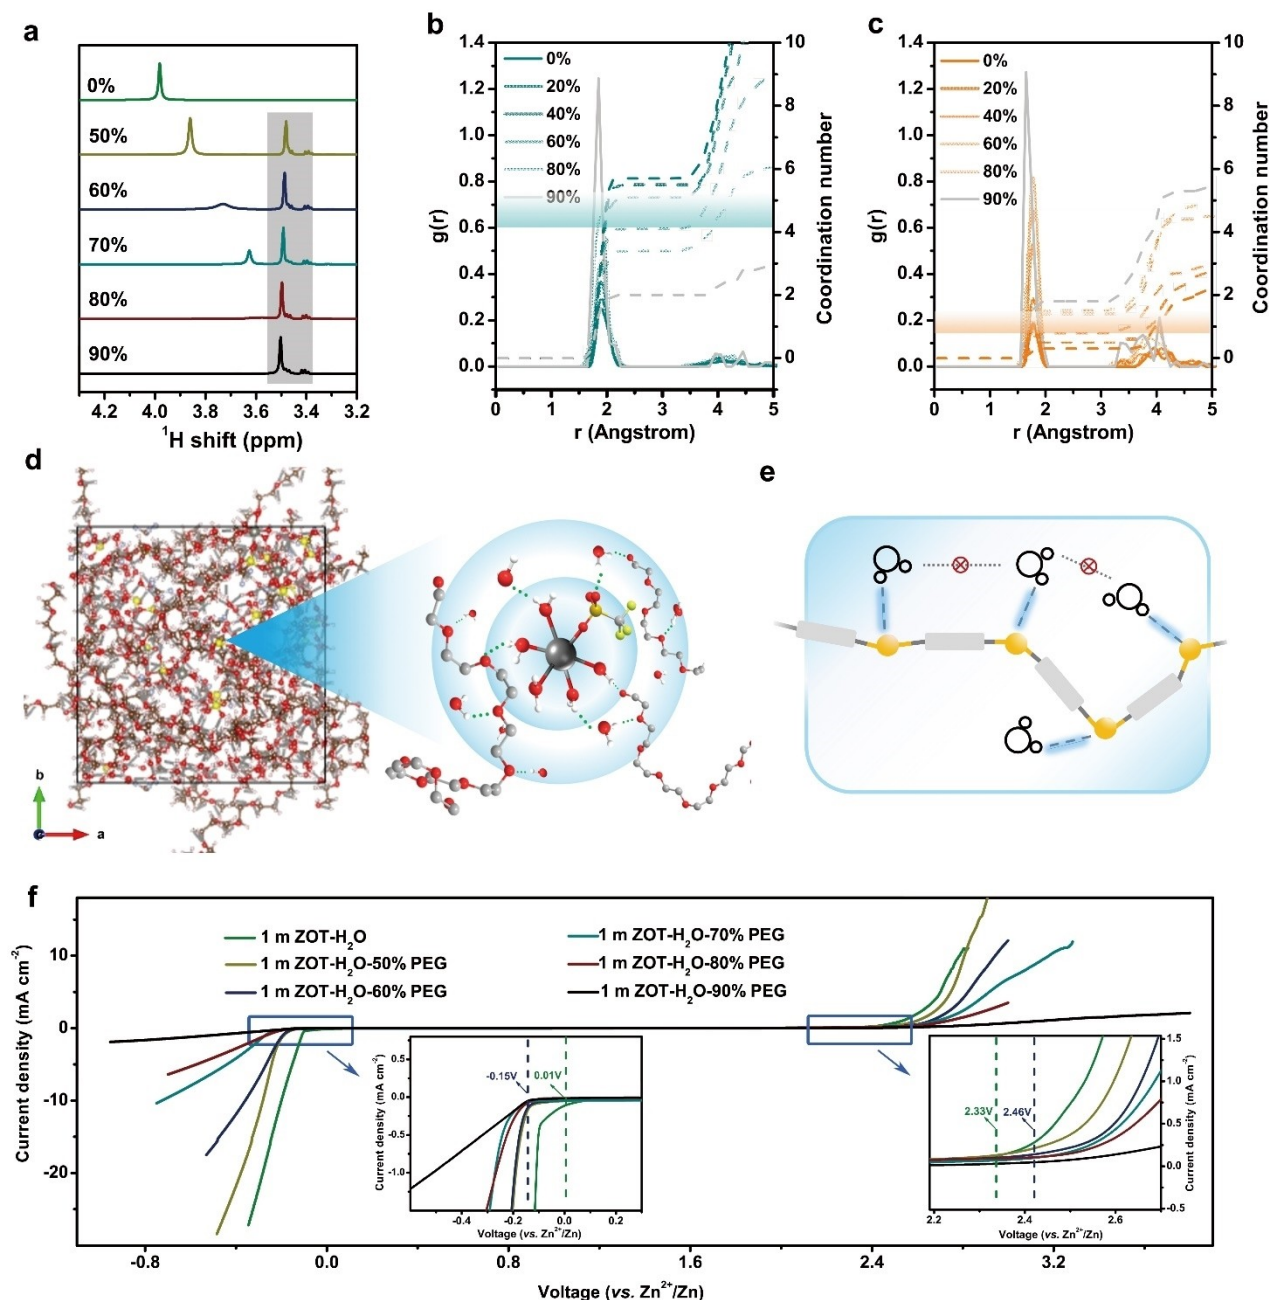 a
0%
50%
60%
70%
80%
90%
4.2 4.0 3.8 3.6 3.4 3.2
¹H shift (ppm)
b
1.4
1.2
1.0
0.8
0.6
0.4
0.2
0.0
g(r)
0%
20%
40%
60%
80%
90%
10
8
6
4
2
0
Coordination number
0 1 2 3 4 5
r (Angstrom)
c
1.4
1.2
1.0
0.8
0.6
0.4
0.2
0.0
g(r)
0%
20%
40%
60%
80%
90%
10
8
6
4
2
0
Coordination number
0 1 2 3 4 5
r (Angstrom)
d
b
a
e
f
Current density (mA cm⁻²)
10
0
-10
-20
1 m ZOT-H₂O
1 m ZOT-H₂O-50% PEG
1 m ZOT-H₂O-60% PEG
1 m ZOT-H₂O-70% PEG
1 m ZOT-H₂O-80% PEG
1 m ZOT-H₂O-90% PEG
Current density (mA cm⁻²)
0.5
0.0
-0.5
-1.0
-0.15V
0.01V
-0.4 -0.2 0.0 0.2
Voltage (vs. Zn²⁺/Zn)
2.33V
2.46V
1.5
1.0
0.5
0.0
-0.5
Current density (mA cm⁻²)
2.2 2.4 2.6
Voltage (vs. Zn²⁺/Zn)
-0.8 0.0 0.8 1.6 2.4 3.2
Voltage (vs. Zn²⁺/Zn)